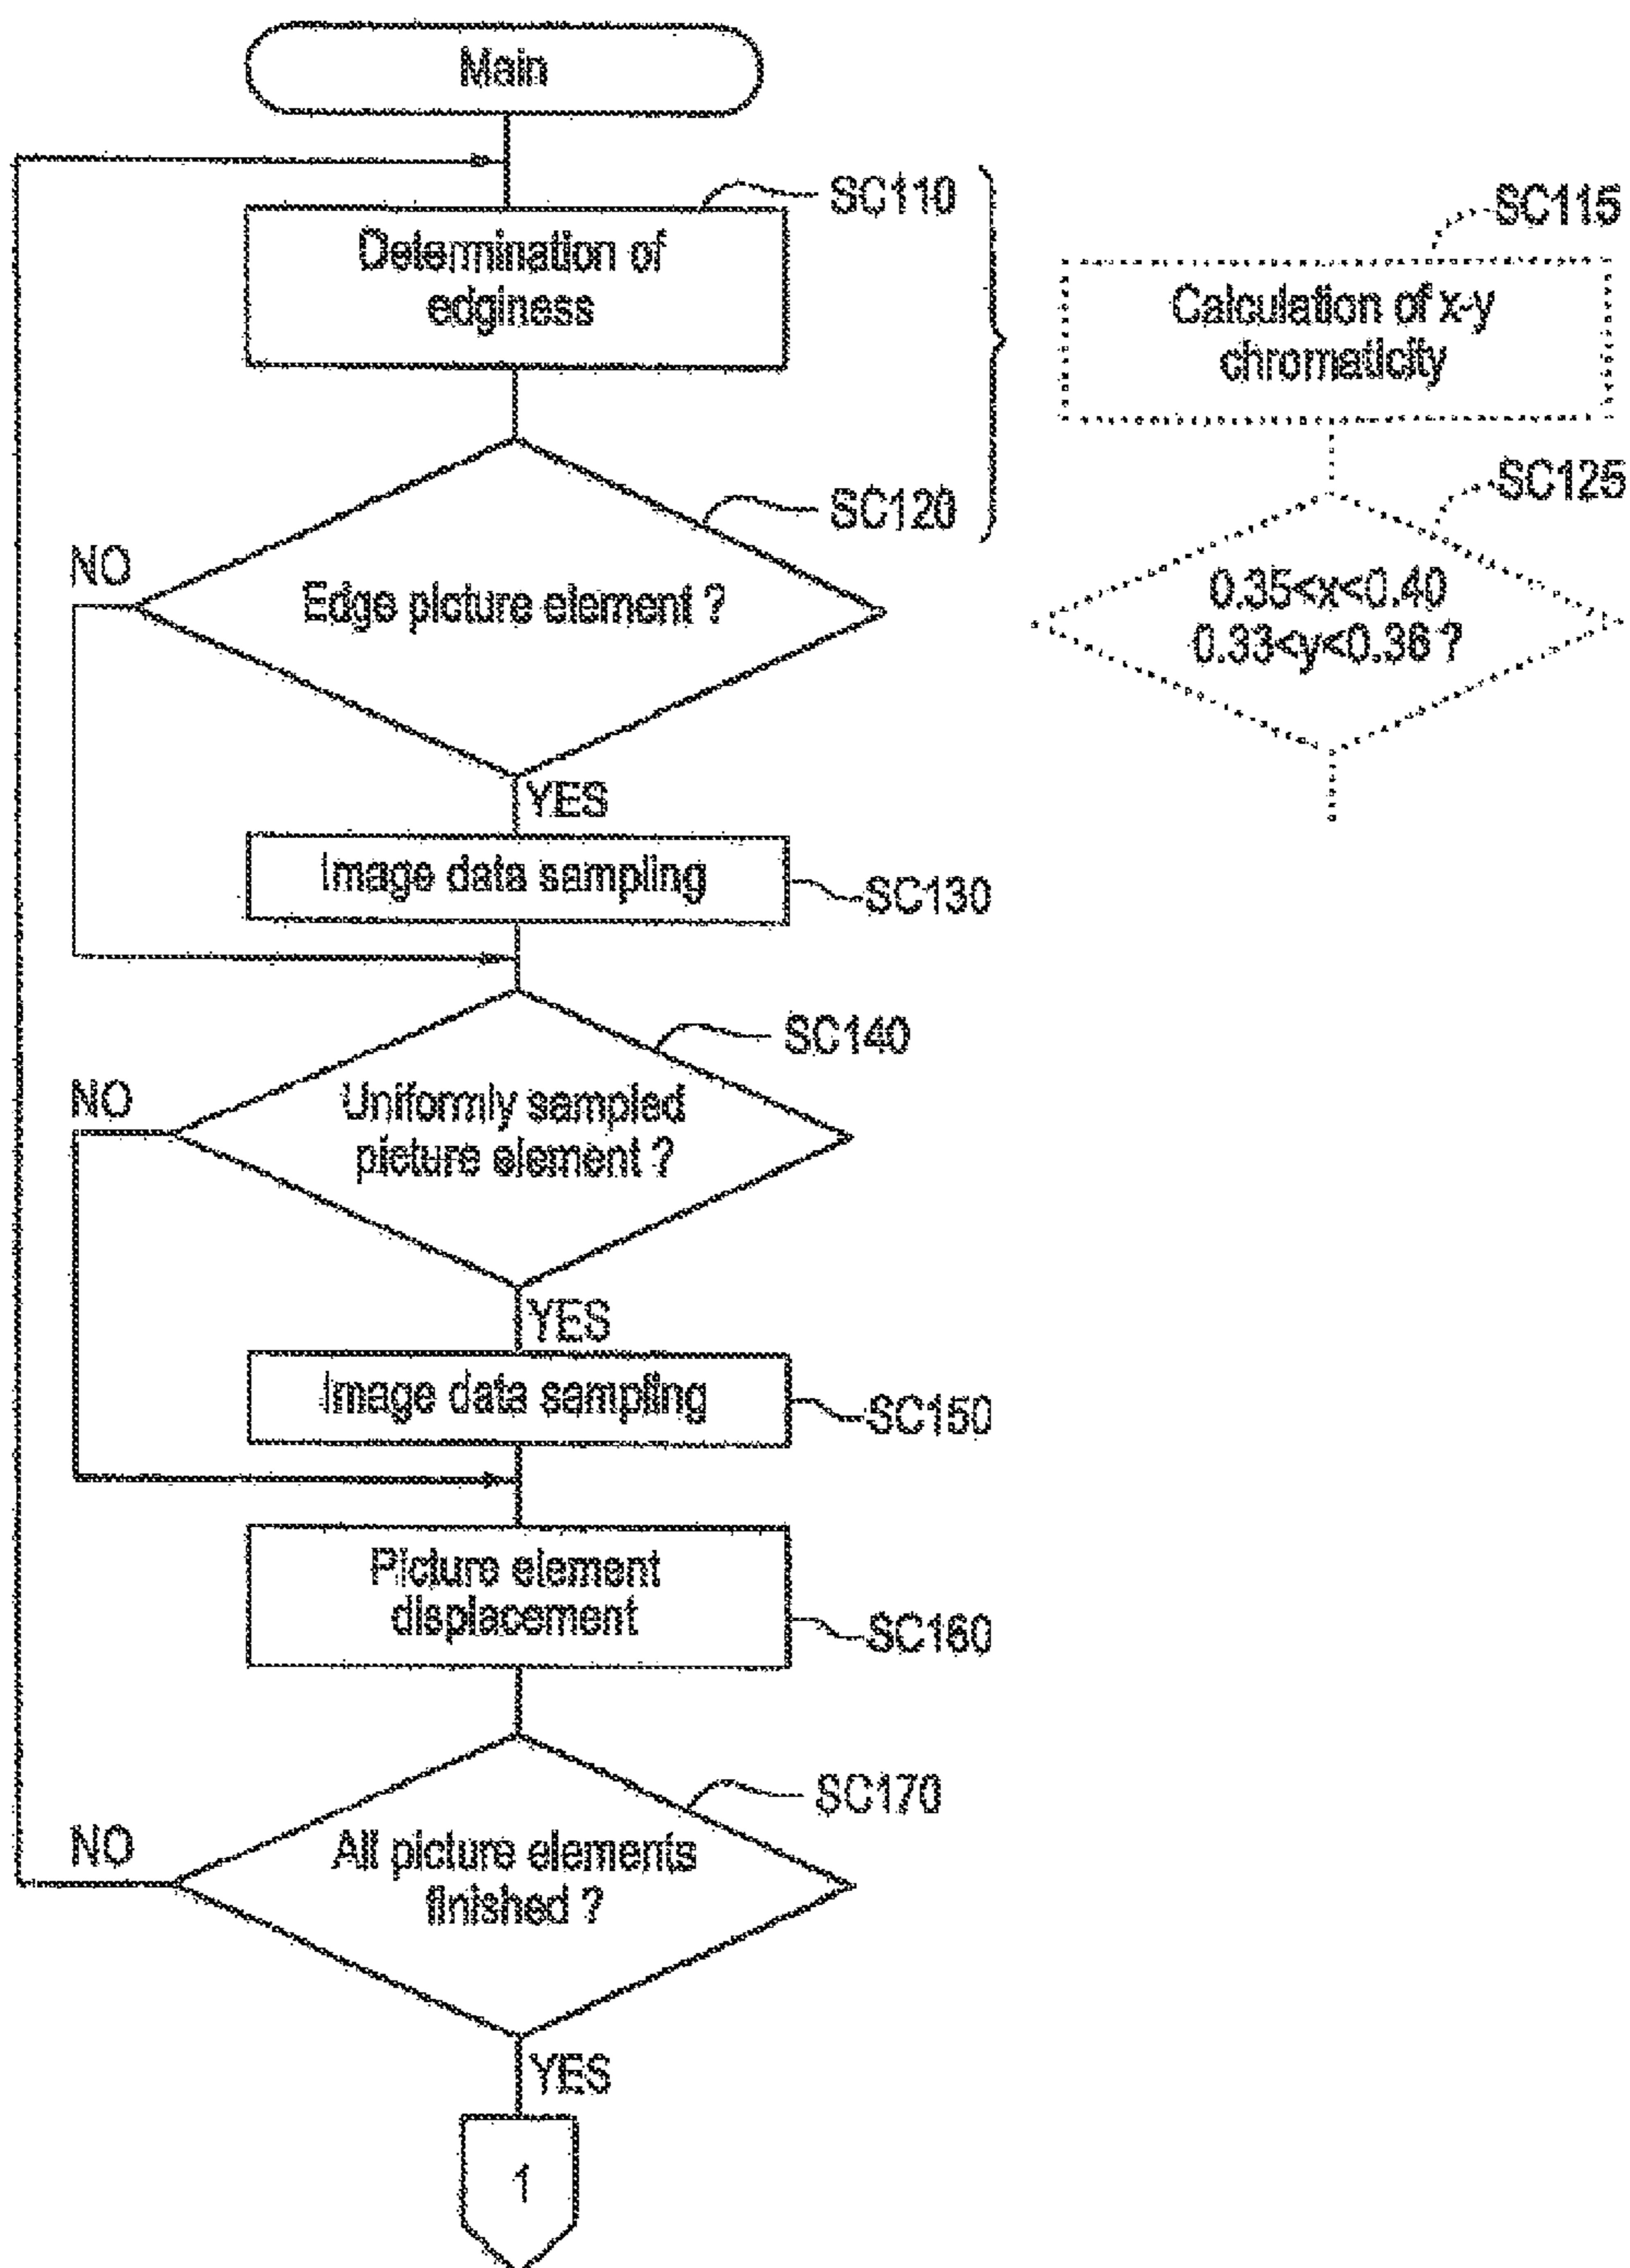 Main
SC110
Determination of
edginess
SC115
Calculation of x-y
chromaticity
SC120
NO
Edge picture element ?
YES
SC125
0.35<x<0.40
0.33<y<0.36 ?
Image data sampling
SC130
SC140
NO
Uniformly sampled
picture element ?
YES
Image data sampling
SC150
Picture element
displacement
SC160
SC170
NO
All picture elements
finished ?
YES
1